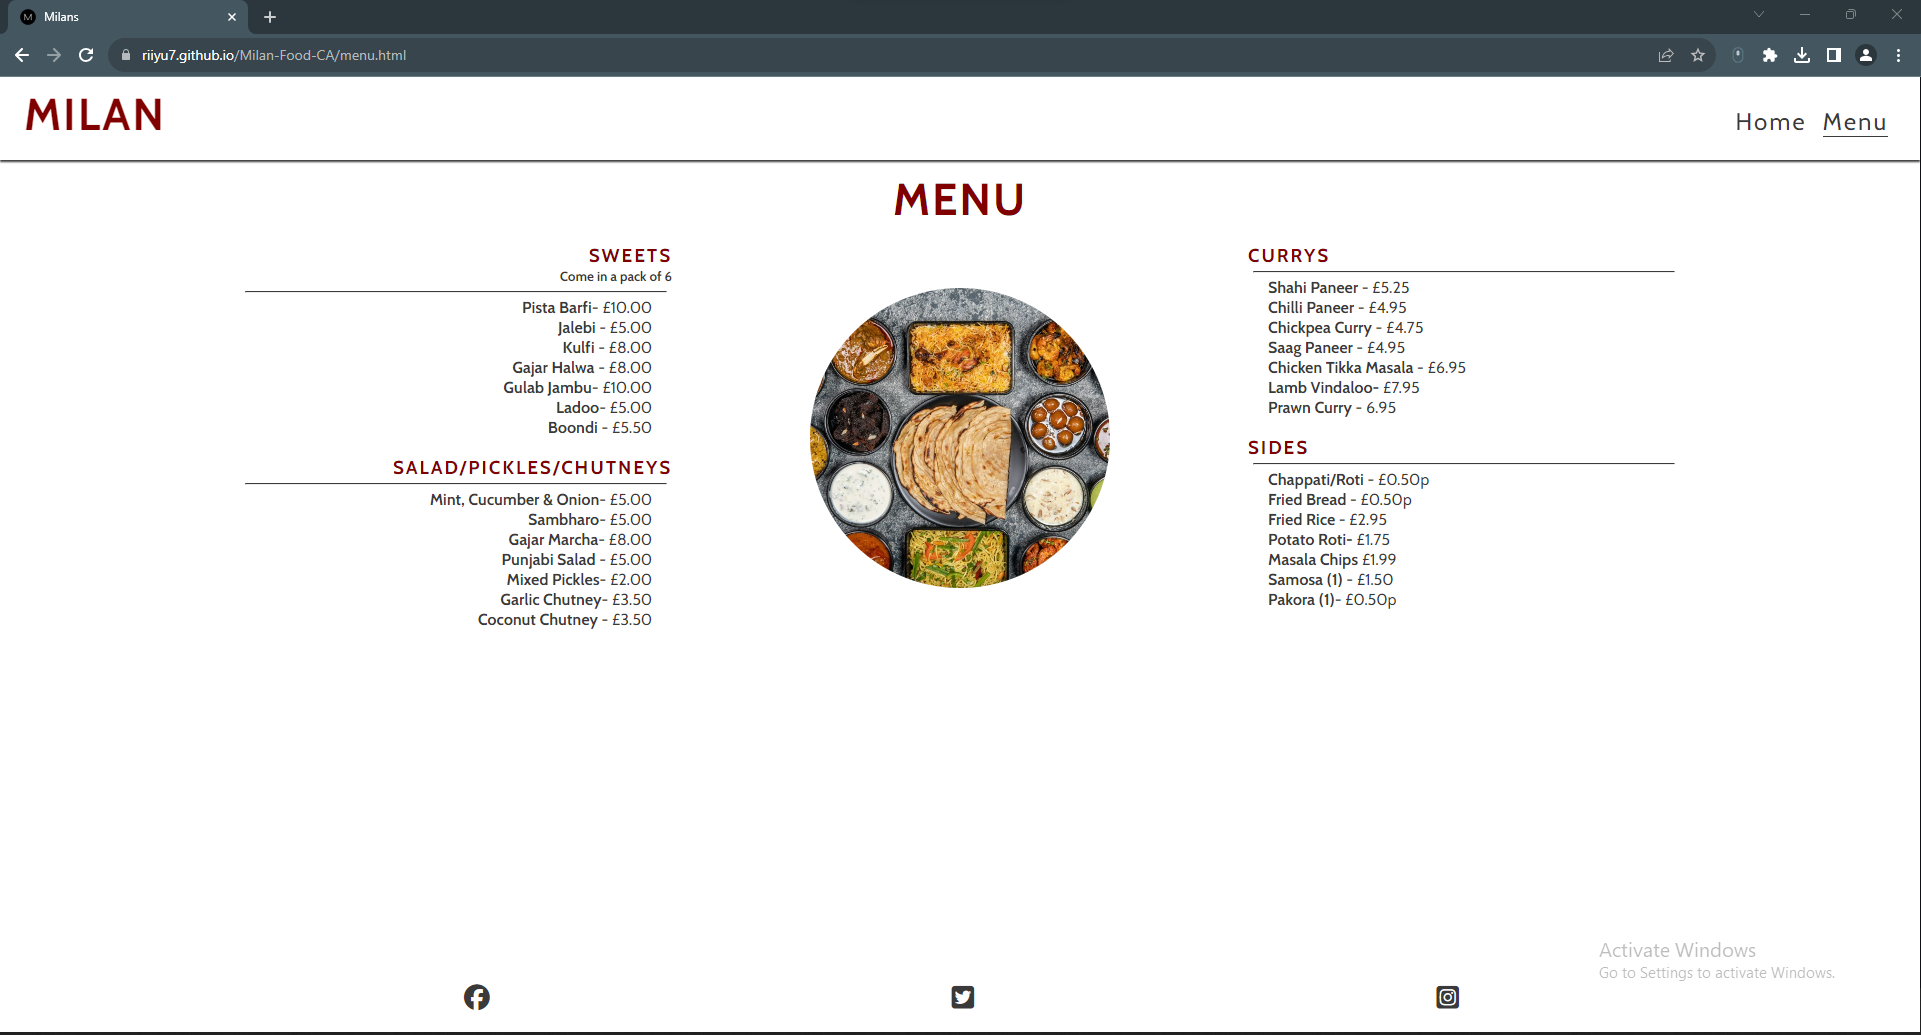 Milans
riiyu7.github.io/Milan-Food-CA/menu.html
MILAN
Home Menu
MENU
SWEETS
Come in a pack of 6
Pista Barfi- £10.00
Jalebi - £5.00
Kulfi - £8.00
Gajar Halwa - £8.00
Gulab Jambu- £10.00
Ladoo- £5.00
Boondi - £5.50
SALAD/PICKLES/CHUTNEYS
Mint, Cucumber & Onion- £5.00
Sambharo- £5.00
Gajar Marcha- £8.00
Punjabi Salad - £5.00
Mixed Pickles- £2.00
Garlic Chutney- £3.50
Coconut Chutney - £3.50
CURRYS
Shahi Paneer - £5.25
Chilli Paneer - £4.95
Chickpea Curry - £4.75
Saag Paneer - £4.95
Chicken Tikka Masala - £6.95
Lamb Vindaloo- £7.95
Prawn Curry - 6.95
SIDES
Chappati/Roti - £0.50p
Fried Bread - £0.50p
Fried Rice - £2.95
Potato Roti- £1.75
Masala Chips £1.99
Samosa (1) - £1.50
Pakora (1)- £0.50p
Activate Windows
Go to Settings to activate Windows.